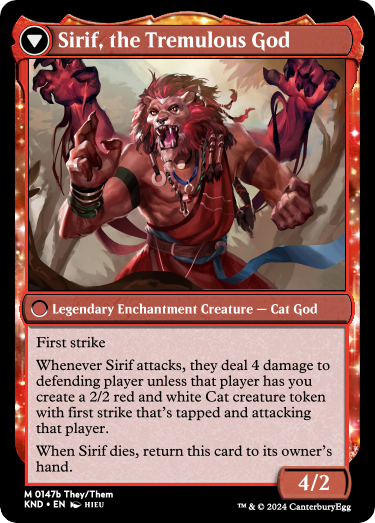 Sirif, the Tremulous God
Legendary Enchantment Creature — Cat God
First strike
Whenever Sirif attacks, they deal 4 damage to
defending player unless that player has you
create a 2/2 red and white Cat creature token
with first strike that's tapped and attacking
that player.
When Sirif dies, return this card to its owner's
hand.
4/2
M 0147b They/Them
KND • EN HIEU
™ & © 2024 CanterburyEgg